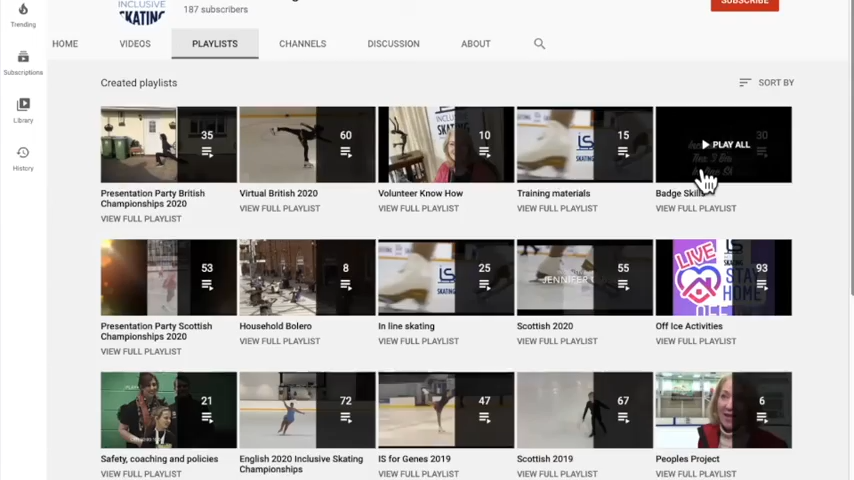 INCLUSIVE
SKATING
187 subscribers
SUBSCRIBE
Trending
Subscriptions
Library
History
HOME VIDEOS PLAYLISTS CHANNELS DISCUSSION ABOUT
Created playlists
SORT BY
35
60
10
15
PLAY ALL
30
Presentation Party British
Championships 2020
VIEW FULL PLAYLIST
Virtual British 2020
VIEW FULL PLAYLIST
Volunteer Know How
VIEW FULL PLAYLIST
Training materials
VIEW FULL PLAYLIST
Badge Skills
VIEW FULL PLAYLIST
53
8
25
55
LIVE
STAY
HOME
93
Presentation Party Scottish
Championships 2020
VIEW FULL PLAYLIST
Household Bolero
VIEW FULL PLAYLIST
In line skating
VIEW FULL PLAYLIST
Scottish 2020
VIEW FULL PLAYLIST
Off Ice Activities
VIEW FULL PLAYLIST
21
72
47
67
6
Safety, coaching and policies
VIEW FULL PLAYLIST
English 2020 Inclusive Skating
Championships
IS for Genes 2019
VIEW FULL PLAYLIST
Scottish 2019
VIEW FULL PLAYLIST
Peoples Project
VIEW FULL PLAYLIST